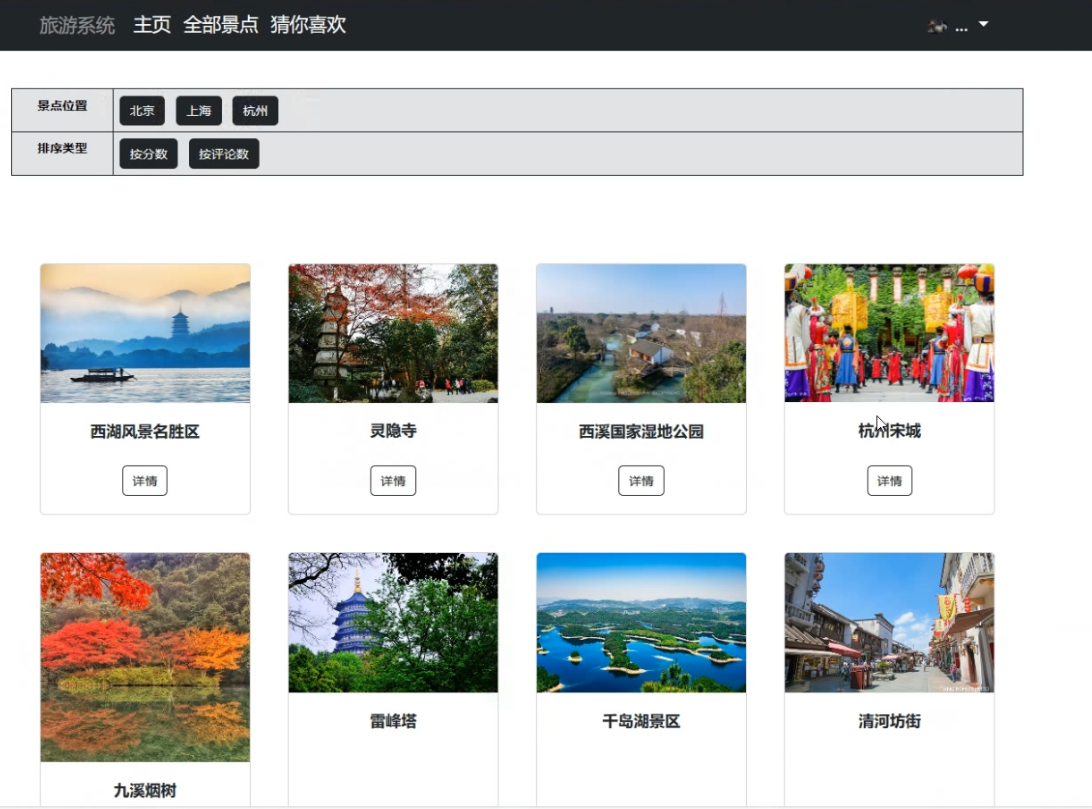 旅游系统 主页 全部景点 猜你喜欢 ...
景点位置 北京 上海 杭州
排序类型 按分数 按评论数
西湖风景名胜区 灵隐寺 西溪国家湿地公园 杭州宋城
详情 详情 详情 详情
雷峰塔 千岛湖景区 清河坊街
九溪烟树